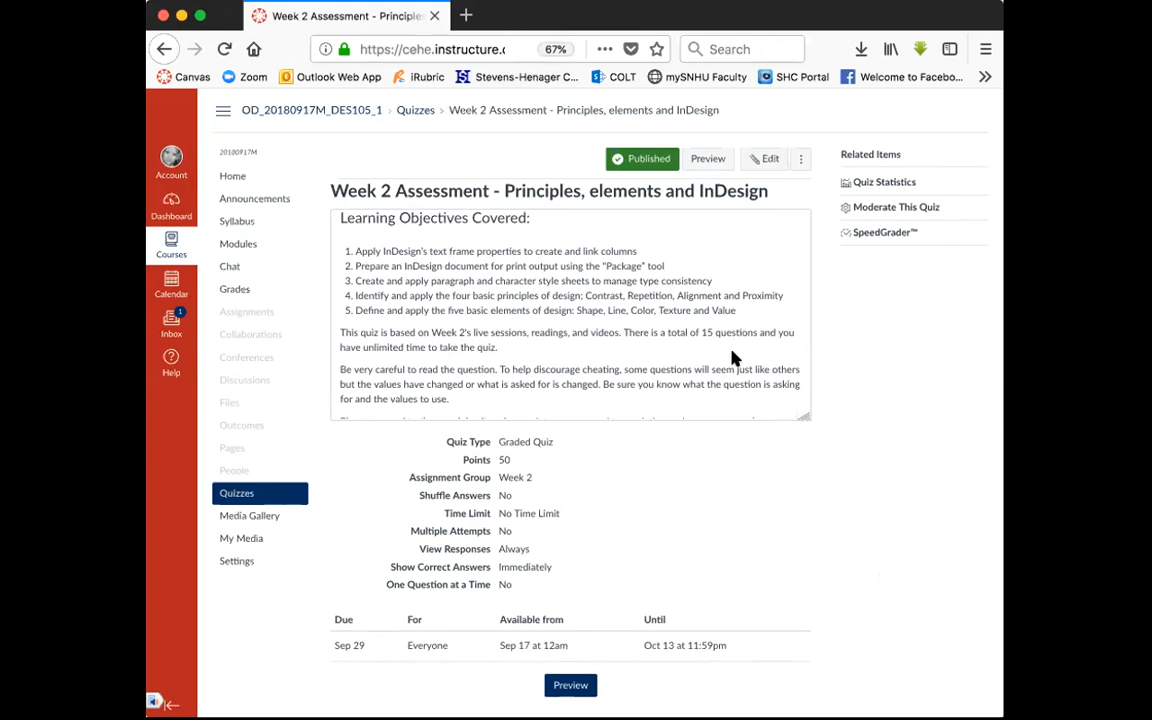 Week 2 Assessment - Principles
https://cehe.instructure.c
67%
Search
Canvas
Zoom
Outlook Web App
iRubric
Stevens-Henager C...
COLT
mySNHU Faculty
SHC Portal
Welcome to Facebo...
OD_20180917M_DES105_1 › Quizzes › Week 2 Assessment - Principles, elements and InDesign
Account
Dashboard
Courses
Calendar
1
Inbox
Help
20180917M
Home
Announcements
Syllabus
Modules
Chat
Grades
Assignments
Collaborations
Conferences
Discussions
Files
Outcomes
Pages
People
Quizzes
Media Gallery
My Media
Settings
Published
Preview
Edit
Week 2 Assessment - Principles, elements and InDesign
Learning Objectives Covered:
1. Apply InDesign's text frame properties to create and link columns
2. Prepare an InDesign document for print output using the "Package" tool
3. Create and apply paragraph and character style sheets to manage type consistency
4. Identify and apply the four basic principles of design; Contrast, Repetition, Alignment and Proximity
5. Define and apply the five basic elements of design: Shape, Line, Color, Texture and Value
This quiz is based on Week 2's live sessions, readings, and videos. There is a total of 15 questions and you
have unlimited time to take the quiz.
Be very careful to read the question. To help discourage cheating, some questions will seem just like others
but the values have changed or what is asked for is changed. Be sure you know what the question is asking
for and the values to use.
Quiz Type Graded Quiz
Points 50
Assignment Group Week 2
Shuffle Answers No
Time Limit No Time Limit
Multiple Attempts No
View Responses Always
Show Correct Answers Immediately
One Question at a Time No
Due For Available from Until
Sep 29 Everyone Sep 17 at 12am Oct 13 at 11:59pm
Preview
Related Items
Quiz Statistics
Moderate This Quiz
SpeedGrader™